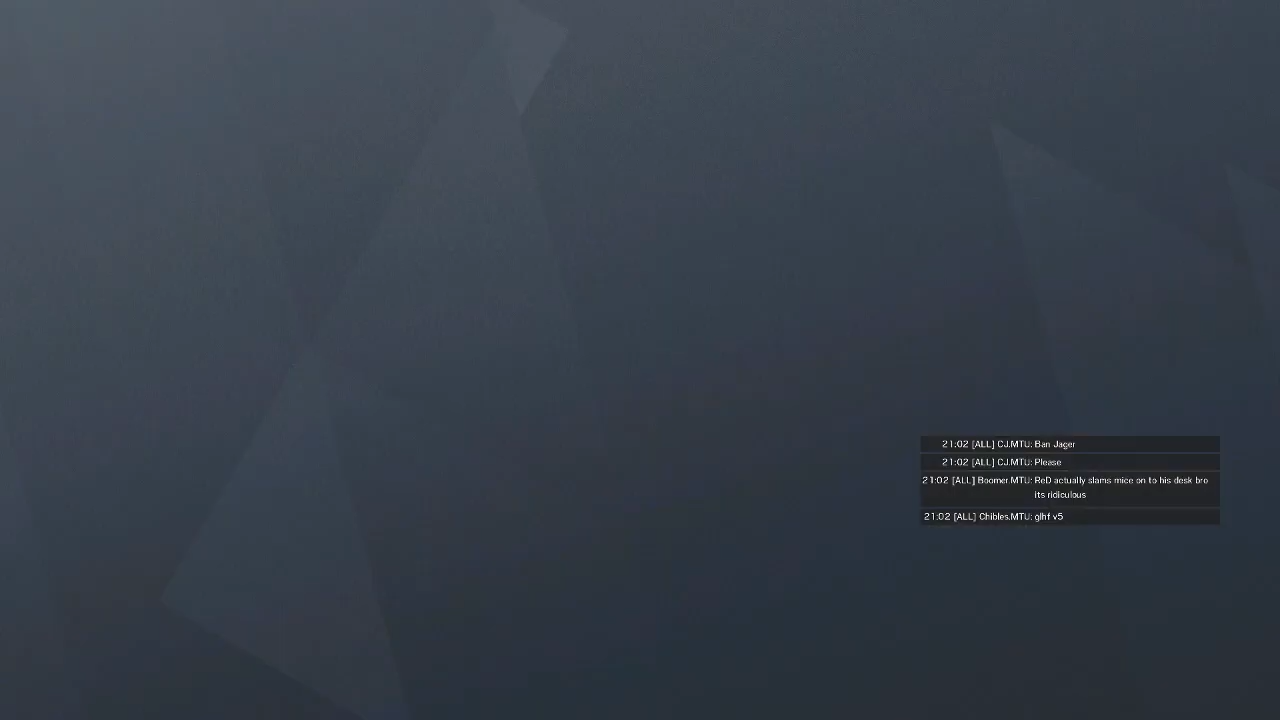 21:02 [ALL] CJ.MTU: Ban Jager
21:02 [ALL] CJ.MTU: Please
21:02 [ALL] Boomer.MTU: ReD actually slams mice on to his desk bro
its ridiculous
21:02 [ALL] Chibles.MTU: glhf v5